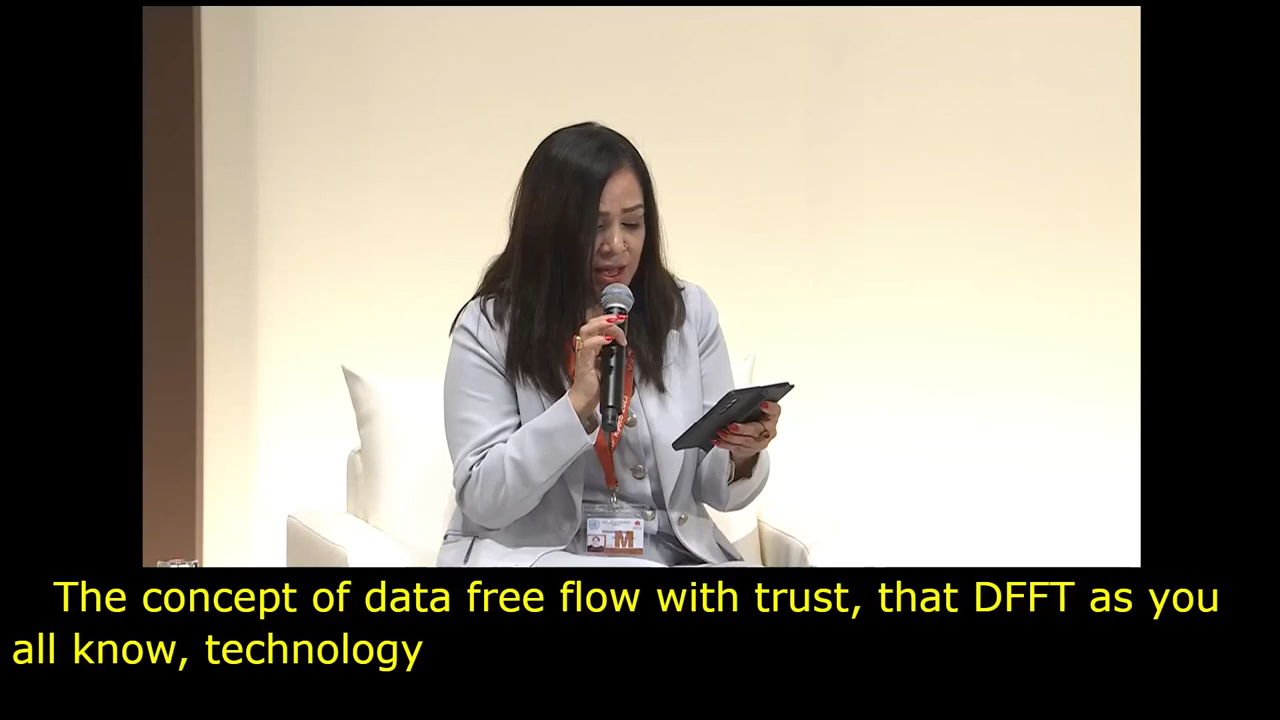 M
The concept of data free flow with trust, that DFFT as you
all know, technology